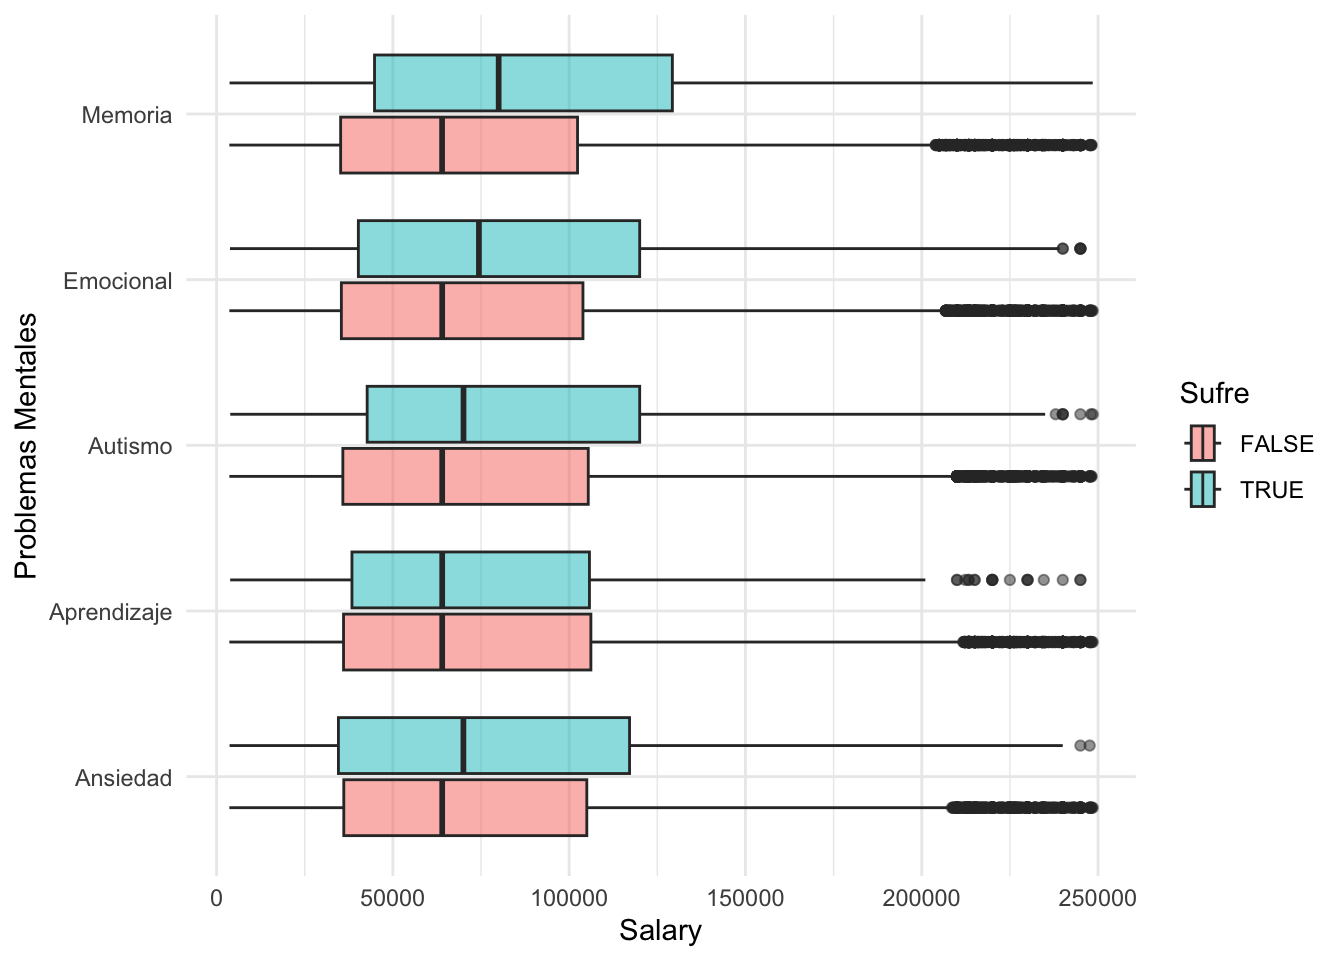 Problemas Mentales
Memoria
Emocional
Autismo
Aprendizaje
Ansiedad
0 50000 100000 150000 200000 250000
Salary
Sufre
FALSE
TRUE